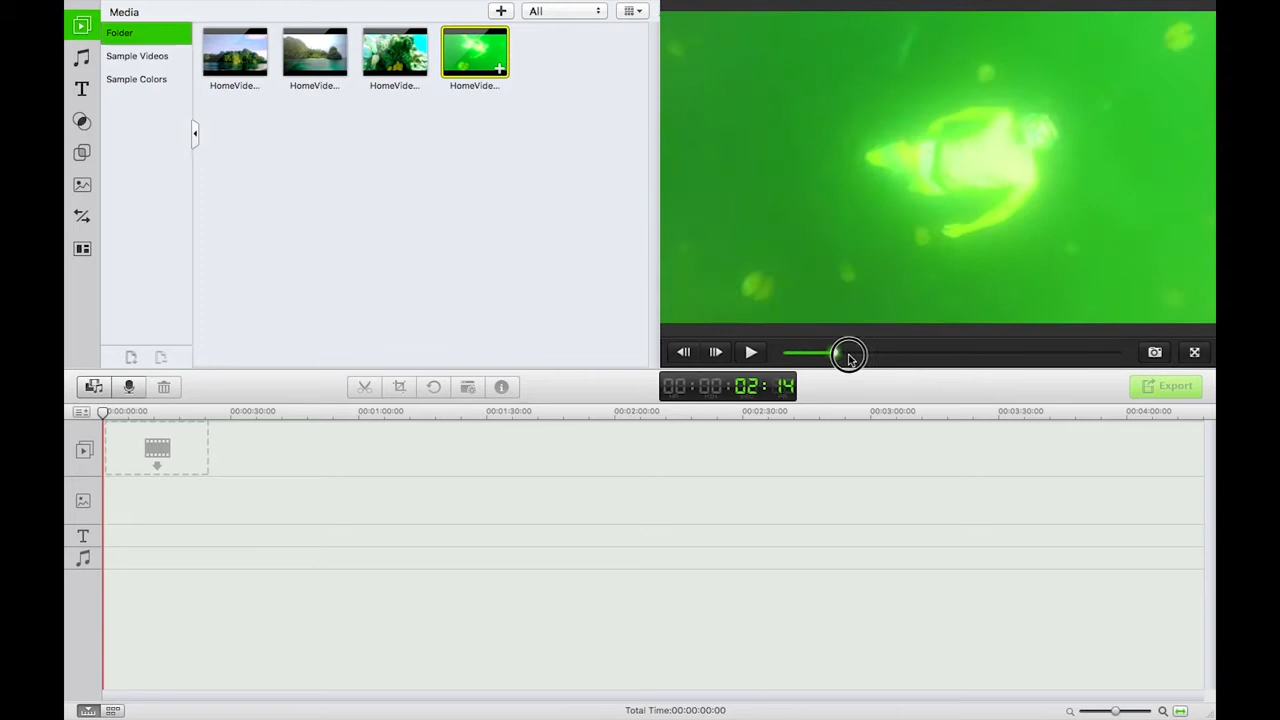 Media
All
Folder
Sample Videos
Sample Colors
HomeVide...
HomeVide...
HomeVide...
HomeVide...
T
00:00:02:14
Export
0:00:00:00
00:00:30:00
00:01:00:00
00:01:30:00
00:02:00:00
00:02:30:00
00:03:00:00
00:03:30:00
00:04:00:00
T
Total Time:00:00:00:00